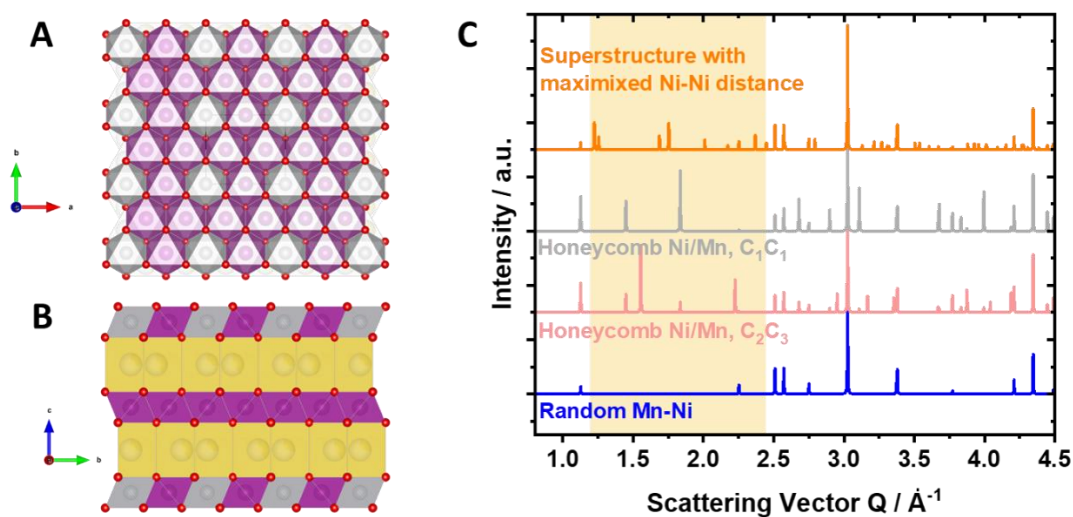 A
b
a
B
c
b
C
Intensity / a.u.
Superstructure with
maximixed Ni-Ni distance
Honeycomb Ni/Mn, C₁C₁
Honeycomb Ni/Mn, C₂C₃
Random Mn-Ni
1.0 1.5 2.0 2.5 3.0 3.5 4.0 4.5
Scattering Vector Q / Å⁻¹